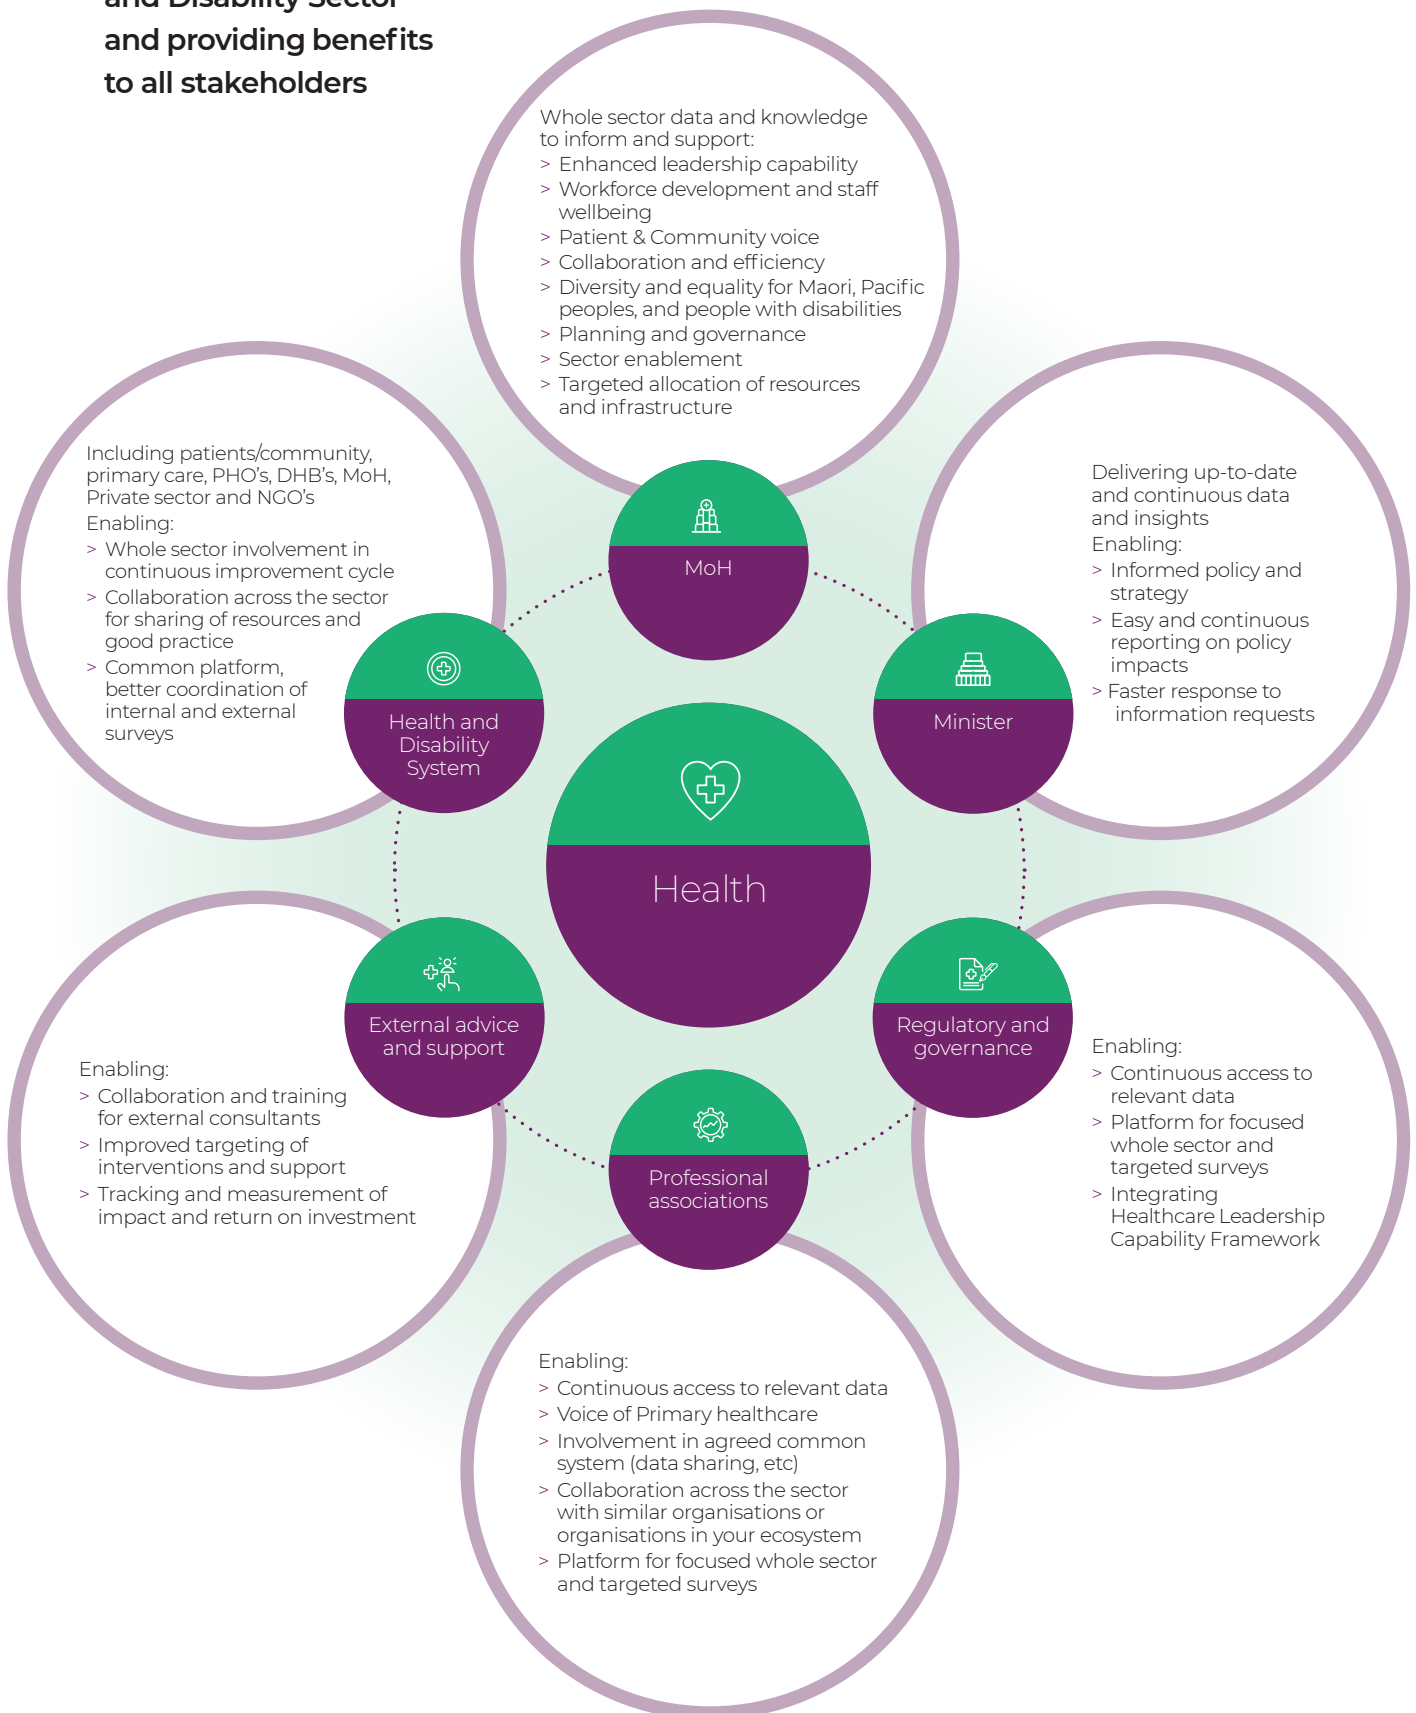 and Disability Sector
and providing benefits
to all stakeholders
Whole sector data and knowledge
to inform and support:
> Enhanced leadership capability
> Workforce development and staff
wellbeing
> Patient & Community voice
> Collaboration and efficiency
> Diversity and equality for Maori, Pacific
peoples, and people with disabilities
> Planning and governance
> Sector enablement
> Targeted allocation of resources
and infrastructure
MoH
Delivering up-to-date
and continuous data
and insights
Enabling:
> Informed policy and
strategy
> Easy and continuous
reporting on policy
impacts
> Faster response to
information requests
Minister
Including patients/community,
primary care, PHO’s, DHB’s, MoH,
Private sector and NGO’s
Enabling:
> Whole sector involvement in
continuous improvement cycle
> Collaboration across the sector
for sharing of resources and
good practice
> Common platform,
better coordination of
internal and external
surveys
Health and
Disability
System
Health
External advice
and support
Enabling:
> Collaboration and training
for external consultants
> Improved targeting of
interventions and support
> Tracking and measurement of
impact and return on investment
Regulatory and
governance
Enabling:
> Continuous access to
relevant data
> Platform for focused
whole sector and
targeted surveys
> Integrating
Healthcare Leadership
Capability Framework
Professional
associations
Enabling:
> Continuous access to relevant data
> Voice of Primary healthcare
> Involvement in agreed common
system (data sharing, etc)
> Collaboration across the sector
with similar organisations or
organisations in your ecosystem
> Platform for focused whole sector
and targeted surveys